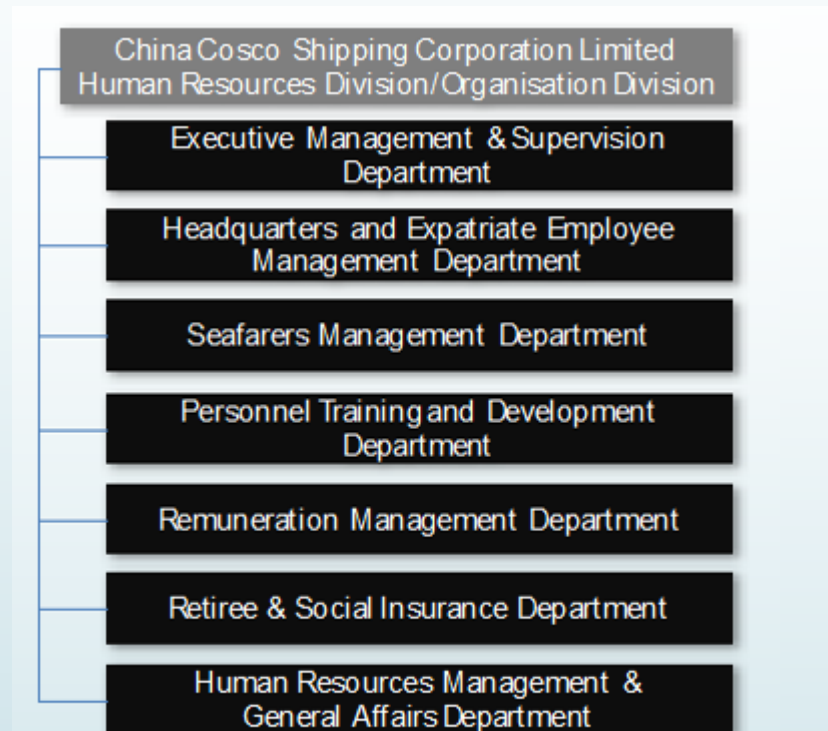 China Cosco Shipping Corporation Limited
Human Resources Division/Organisation Division
Executive Management & Supervision
Department
Headquarters and Expatriate Employee
Management Department
Seafarers Management Department
Personnel Training and Development
Department
Remuneration Management Department
Retiree & Social Insurance Department
Human Resources Management &
General Affairs Department